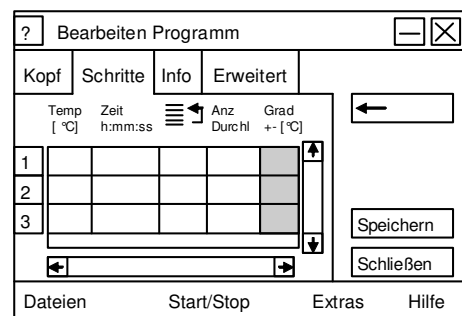 ? Bearbeiten Programm
Kopf Schritte Info Erweitert
Temp Zeit Anz Grad
[ °C] h:mm:ss Durchl +- [°C]
1
2
3
Speichern
Schließen
Dateien Start/Stop Extras Hilfe